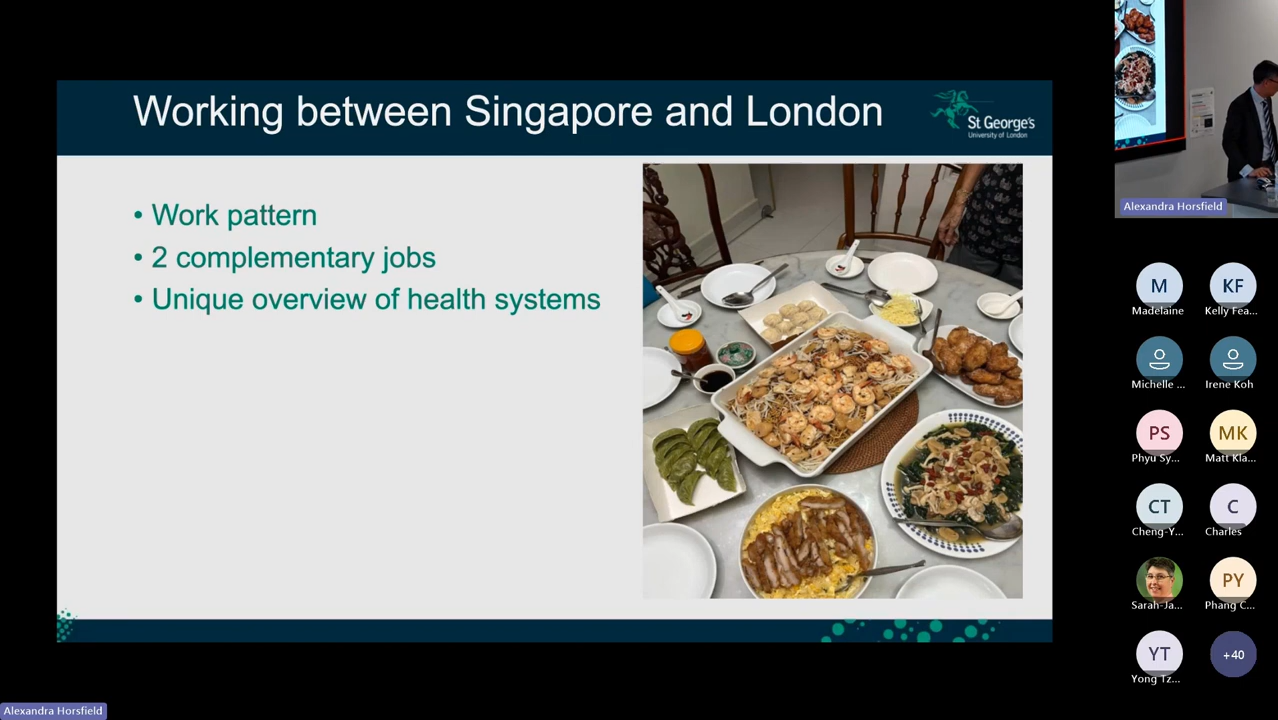 Working between Singapore and London
St George's
University of London
• Work pattern
• 2 complementary jobs
• Unique overview of health systems
Alexandra Horsfield
M
Madelaine
KF
Kelly Fea...
Michelle ...
Irene Koh
PS
Phyu Sy...
MK
Matt Kla...
CT
Cheng-Y...
C
Charles
Sarah-Ja...
PY
Phang C...
YT
Yong Tz...
+40
Alexandra Horsfield